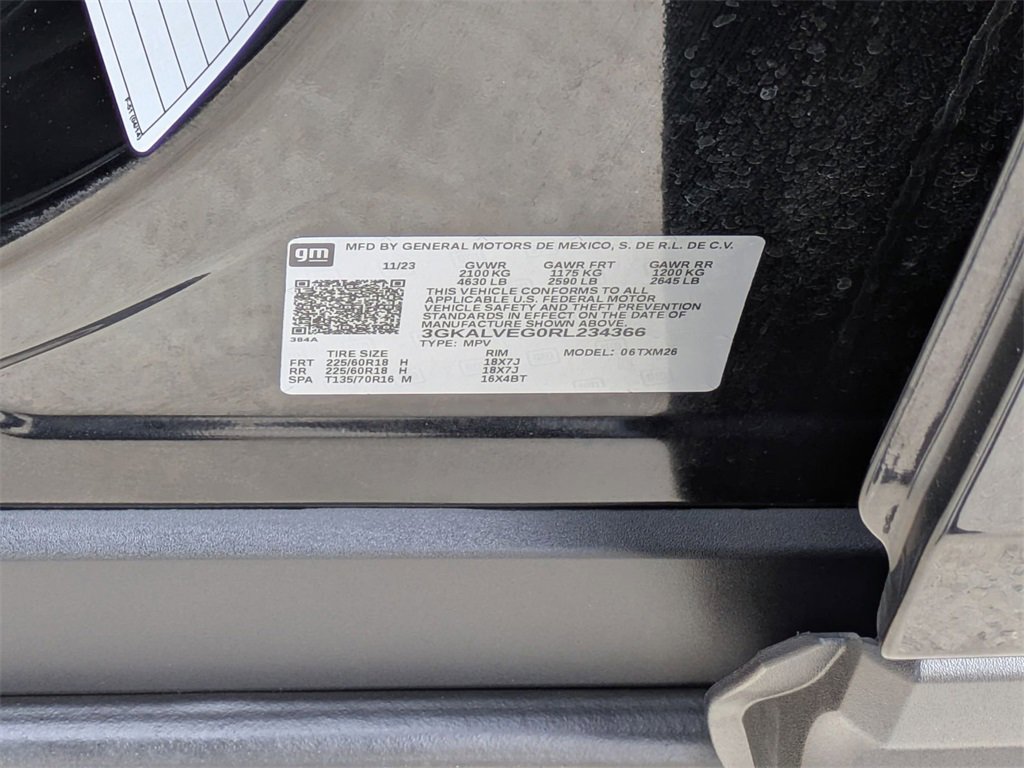 F-61 (04/14)
gm MFD BY GENERAL MOTORS DE MEXICO, S. DE R.L. DE C.V.
11/23 GVWR GAWR FRT GAWR RR
2100 KG 1175 KG 1200 KG
4630 LB 2590 LB 2645 LB
THIS VEHICLE CONFORMS TO ALL
APPLICABLE U.S. FEDERAL MOTOR
VEHICLE SAFETY AND THEFT PREVENTION
STANDARDS IN EFFECT ON THE DATE OF
MANUFACTURE SHOWN ABOVE.
3GKALVEG0RL234366
384A
TYPE: MPV
TIRE SIZE RIM MODEL: 06TXM26
FRT 225/60R18 H 18X7J
RR 225/60R18 H 18X7J
SPA T135/70R16 M 16X4BT